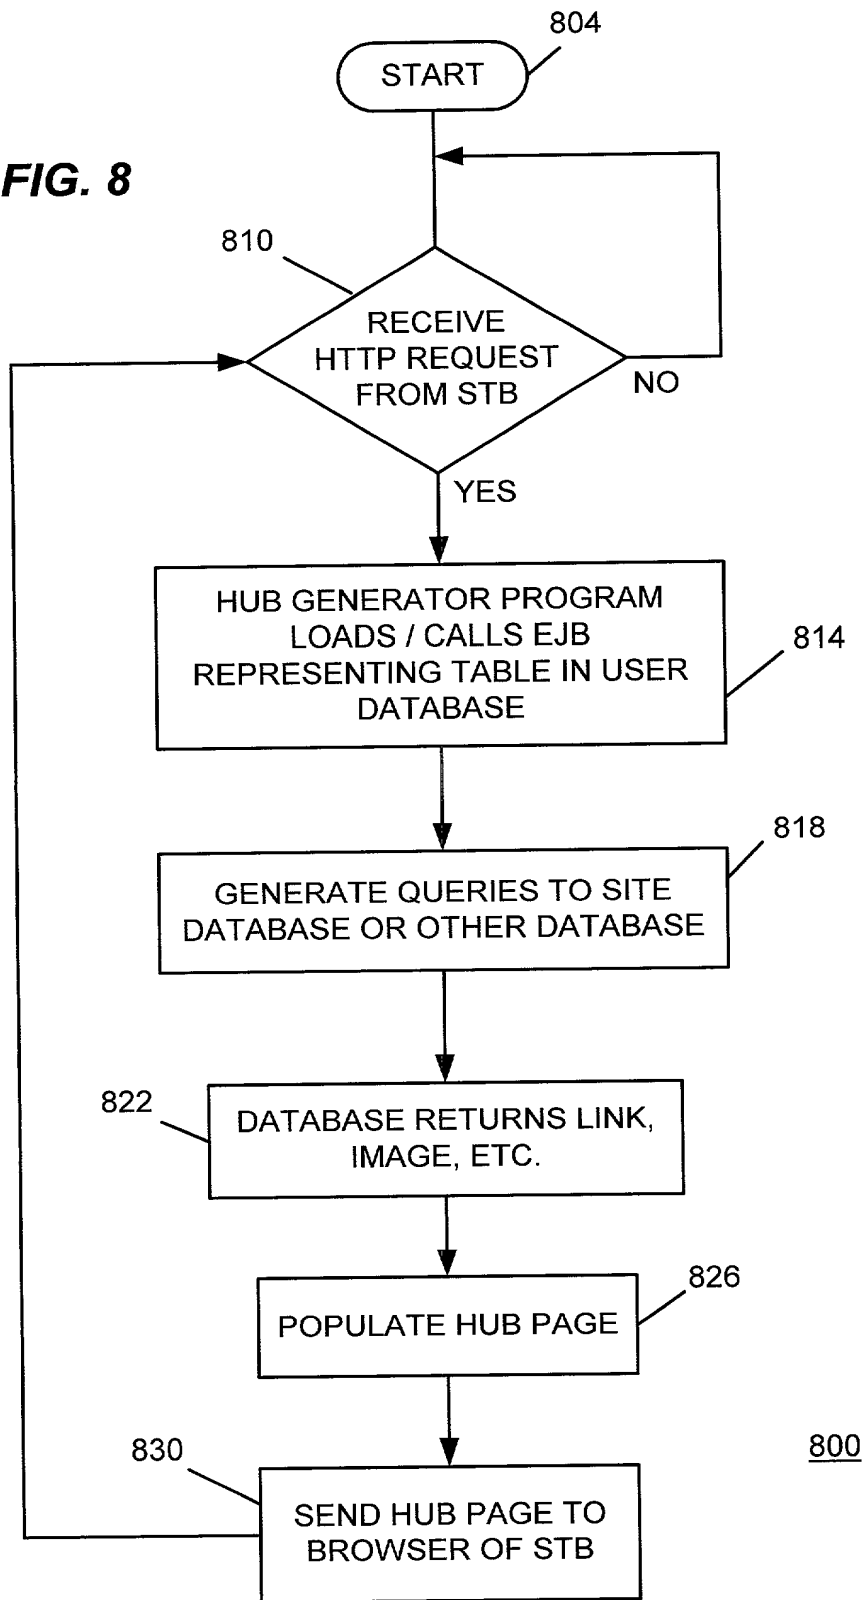 804
START
FIG. 8
810
RECEIVE
HTTP REQUEST
FROM STB
NO
YES
HUB GENERATOR PROGRAM
LOADS / CALLS EJB
REPRESENTING TABLE IN USER
DATABASE
814
818
GENERATE QUERIES TO SITE
DATABASE OR OTHER DATABASE
822
DATABASE RETURNS LINK,
IMAGE, ETC.
826
POPULATE HUB PAGE
830
800
SEND HUB PAGE TO
BROWSER OF STB